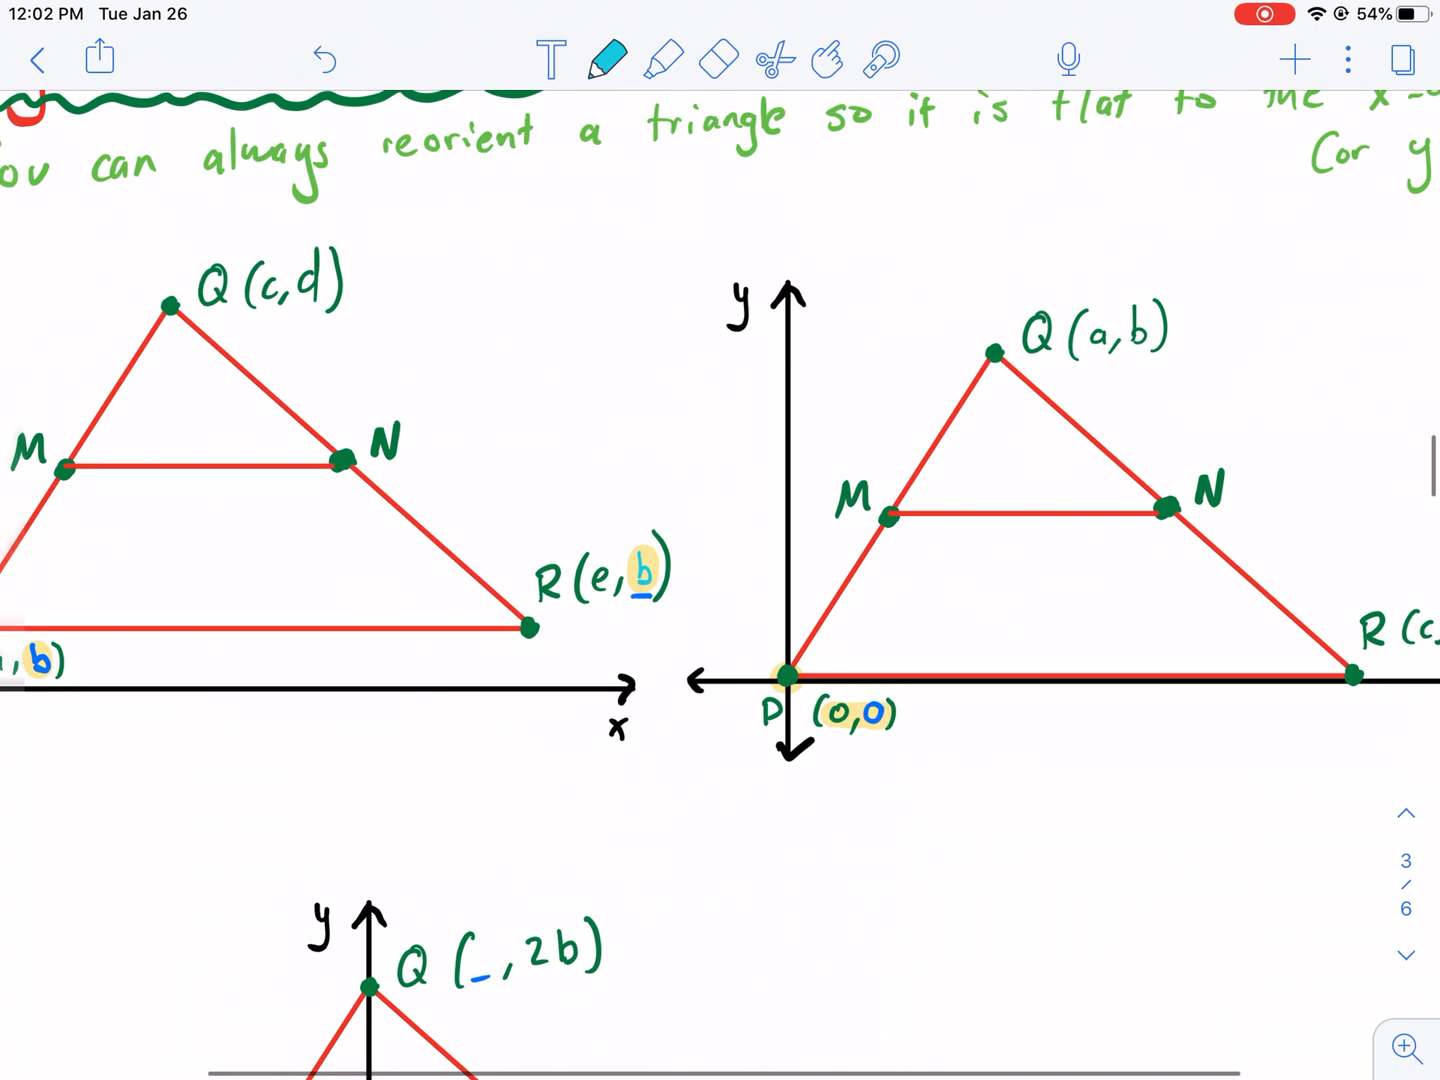 12:02 PM Tue Jan 26
54%
T
You can always reorient a triangle so it is flat to the x-
(or y
Q (c,d)
M
N
R (e, b)
, b)
x
y
Q (a,b)
M
N
R (c,
P (0,0)
3
/
6
y
Q (_, 2b)